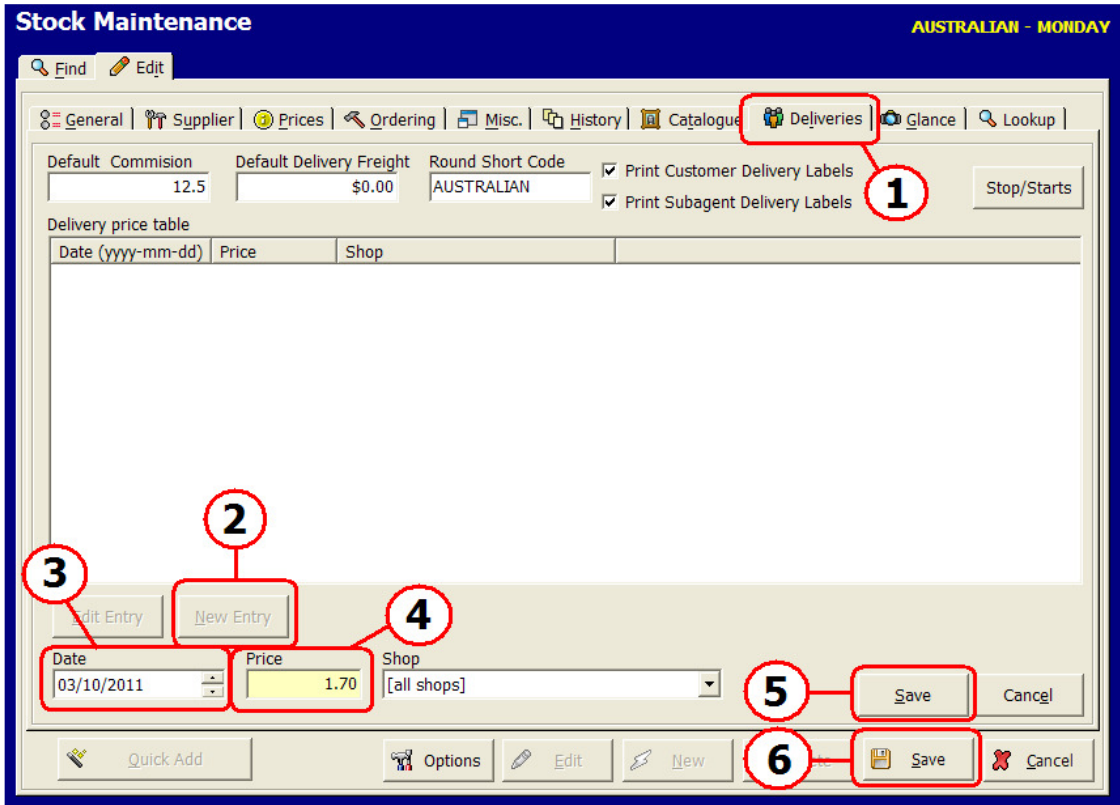 Stock Maintenance
AUSTRALIAN - MONDAY
Find Edit
General Supplier Prices Ordering Misc. History Catalogue Deliveries Glance Lookup
Default Commision Default Delivery Freight Round Short Code
12.5 $0.00 AUSTRALIAN
Print Customer Delivery Labels
Print Subagent Delivery Labels
1
Stop/Starts
Delivery price table
Date (yyyy-mm-dd) Price Shop
2
3
4
Edit Entry New Entry
Date Price Shop
03/10/2011 1.70 [all shops]
5
Save Cancel
Quick Add Options Edit New
6
Save Cancel